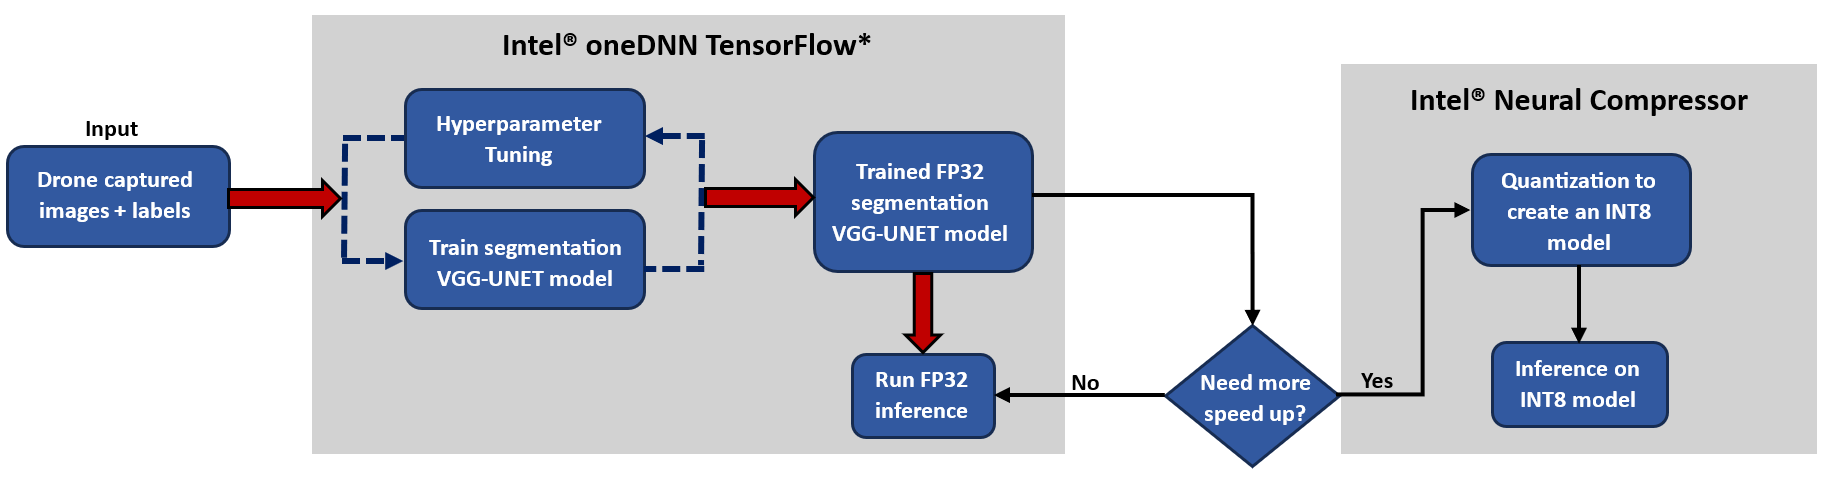 Intel® oneDNN TensorFlow*
Input
Drone captured
images + labels
Hyperparameter
Tuning
Train segmentation
VGG-UNET model
Trained FP32
segmentation
VGG-UNET model
Run FP32
inference
No
Need more
speed up?
Yes
Intel® Neural Compressor
Quantization to
create an INT8
model
Inference on
INT8 model